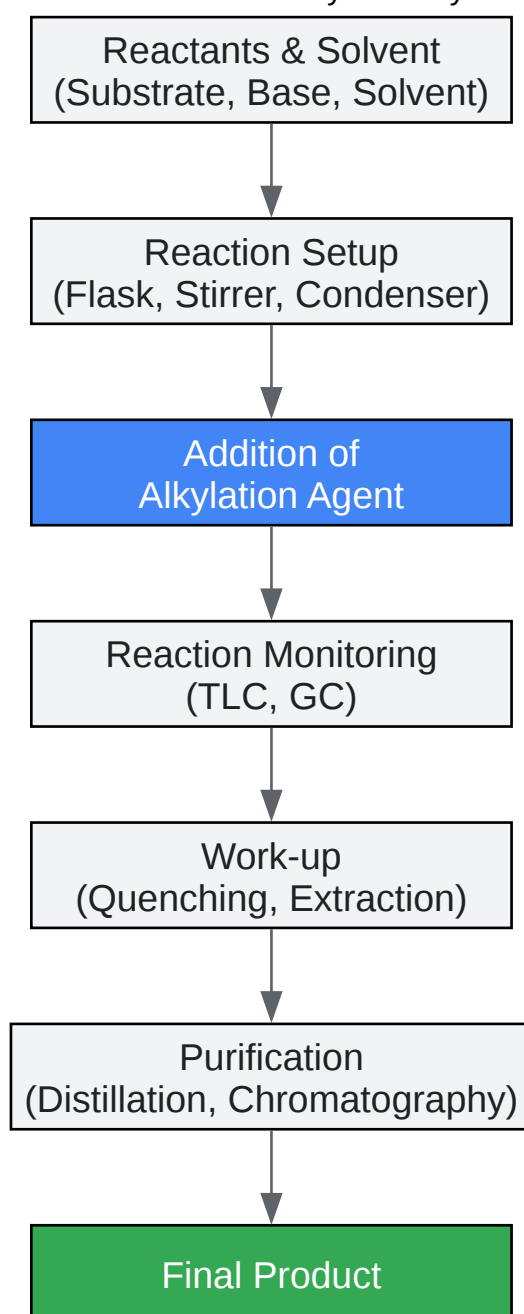 Reactants & Solvent
(Substrate, Base, Solvent)
Reaction Setup
(Flask, Stirrer, Condenser)
Addition of
Alkylation Agent
Reaction Monitoring
(TLC, GC)
Work-up
(Quenching, Extraction)
Purification
(Distillation, Chromatography)
Final Product